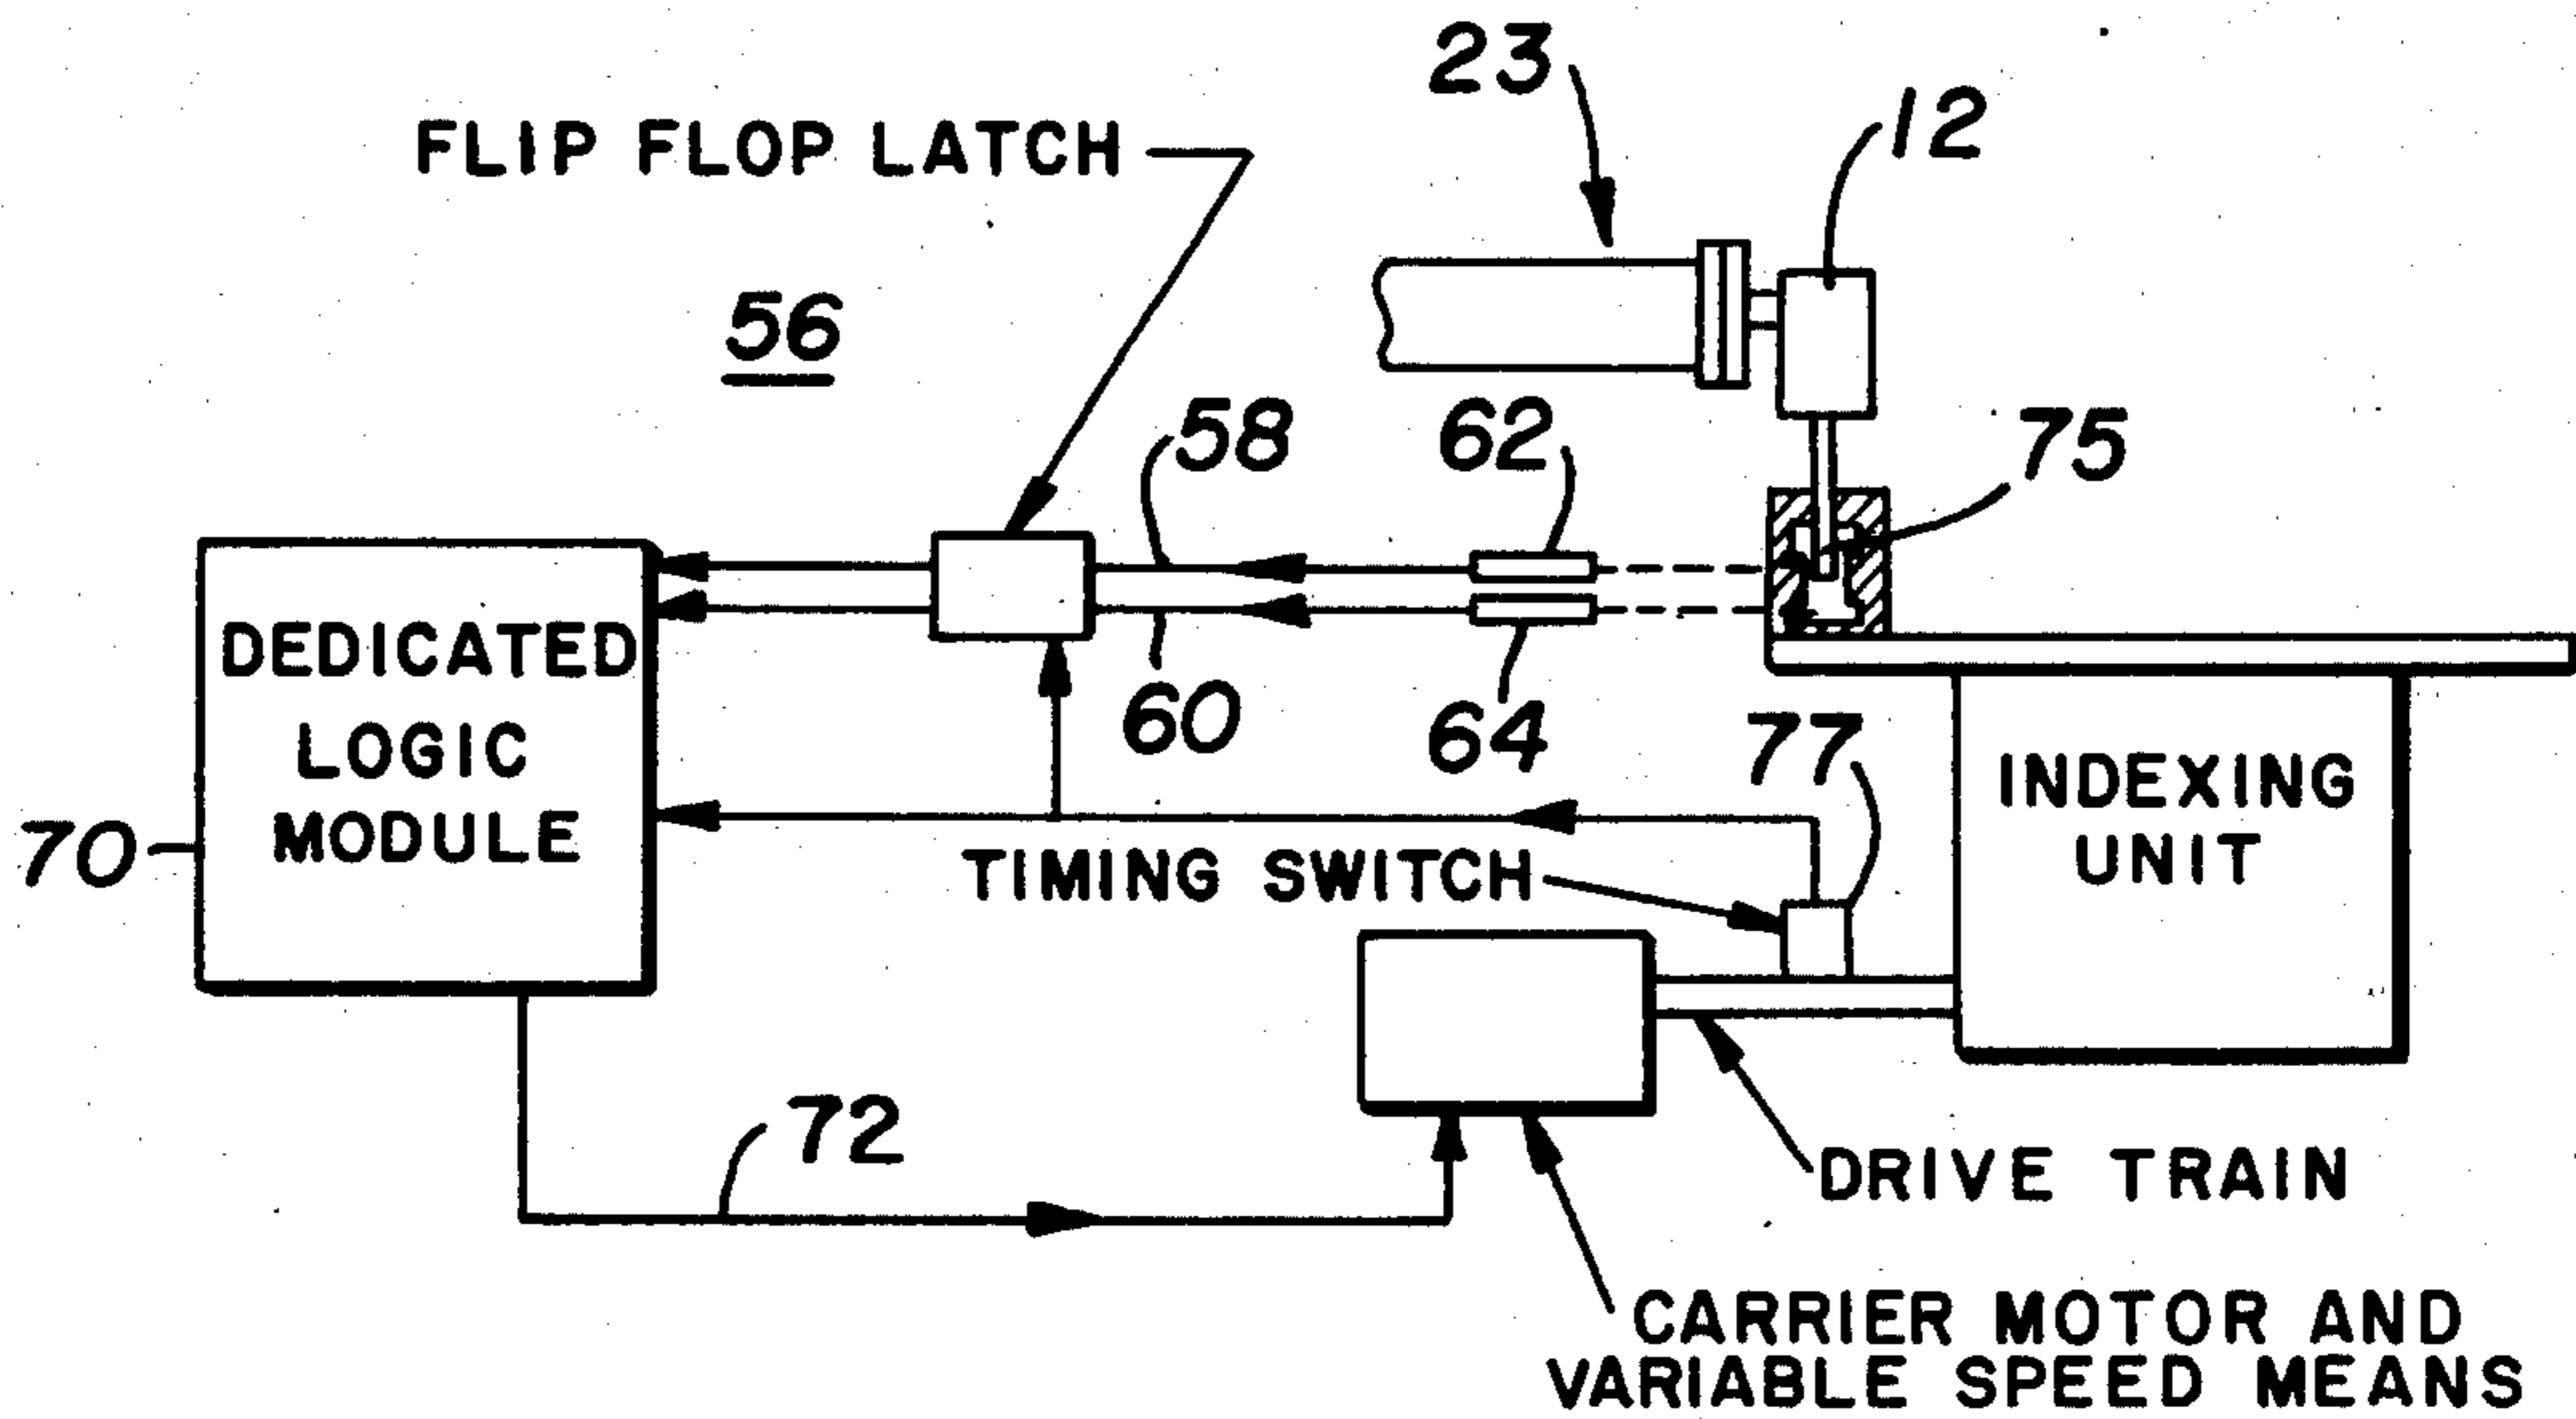 23
12
FLIP FLOP LATCH
56
58
62
75
60
64
77
DEDICATED
LOGIC
MODULE
70
INDEXING
UNIT
TIMING SWITCH
72
DRIVE TRAIN
CARRIER MOTOR AND
VARIABLE SPEED MEANS